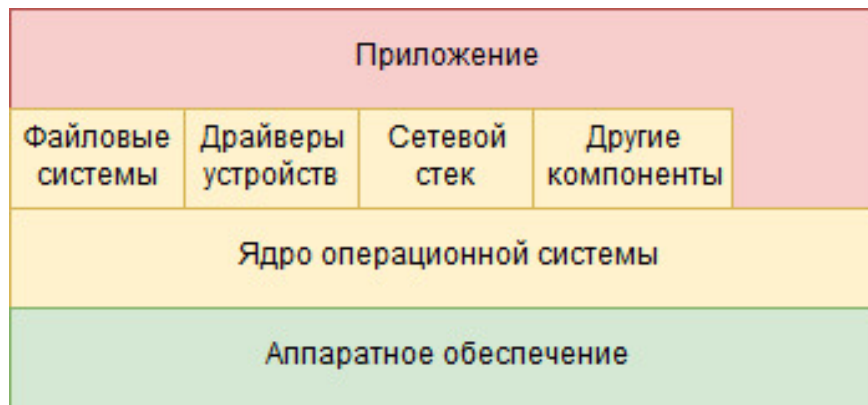 Приложение
Файловые системы
Драйверы устройств
Сетевой стек
Другие компоненты
Ядро операционной системы
Аппаратное обеспечение